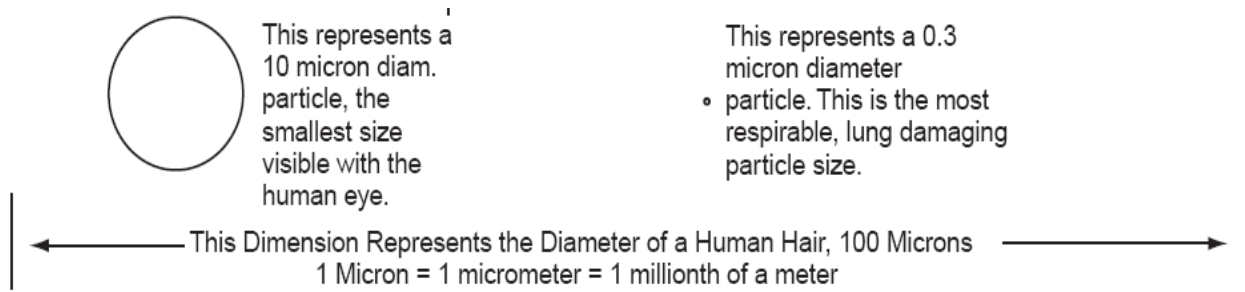 This represents a
10 micron diam.
particle, the
smallest size
visible with the
human eye.
This represents a 0.3
micron diameter
particle. This is the most
respirable, lung damaging
particle size.
This Dimension Represents the Diameter of a Human Hair, 100 Microns
1 Micron = 1 micrometer = 1 millionth of a meter